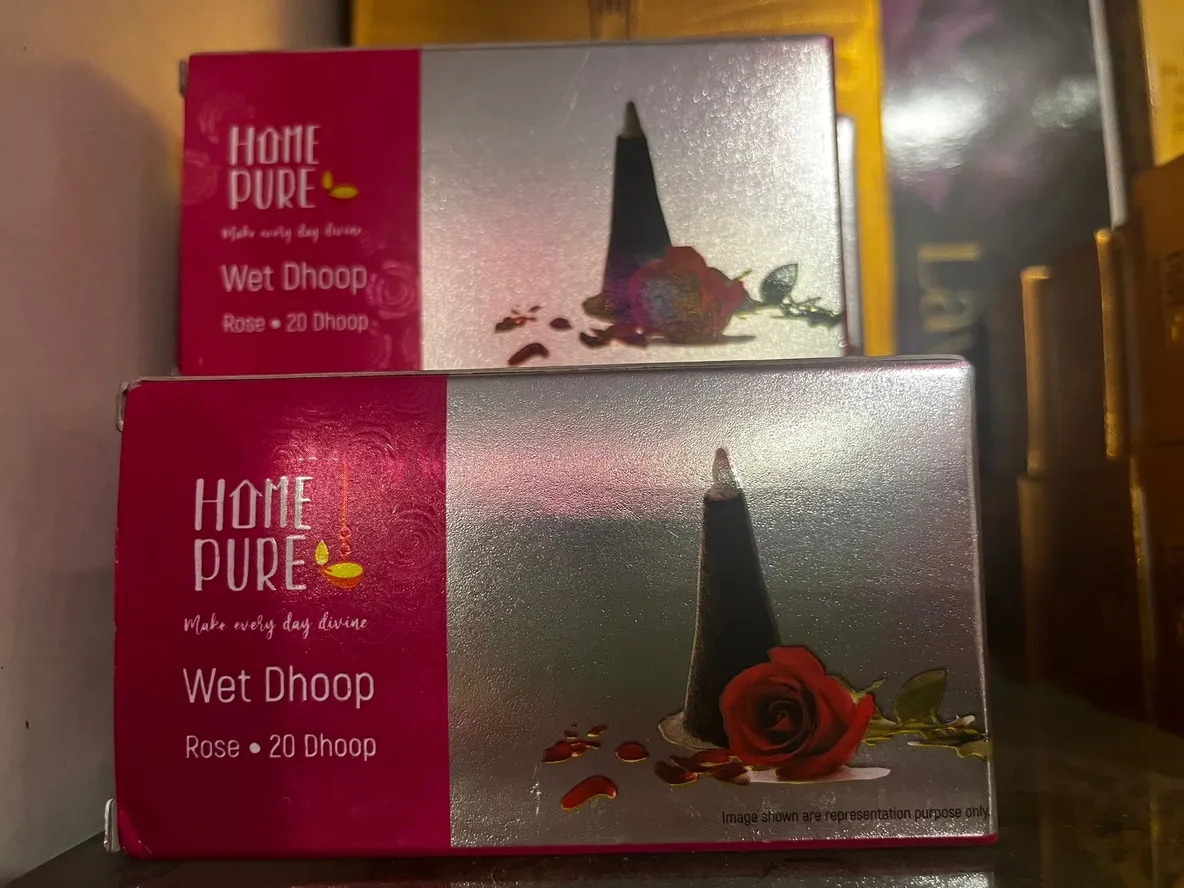 HOME
PURE
Make every day divine
Wet Dhoop
Rose • 20 Dhoop
HOME
PURE
Make every day divine
Wet Dhoop
Rose • 20 Dhoop
Image shown are representation purpose only.